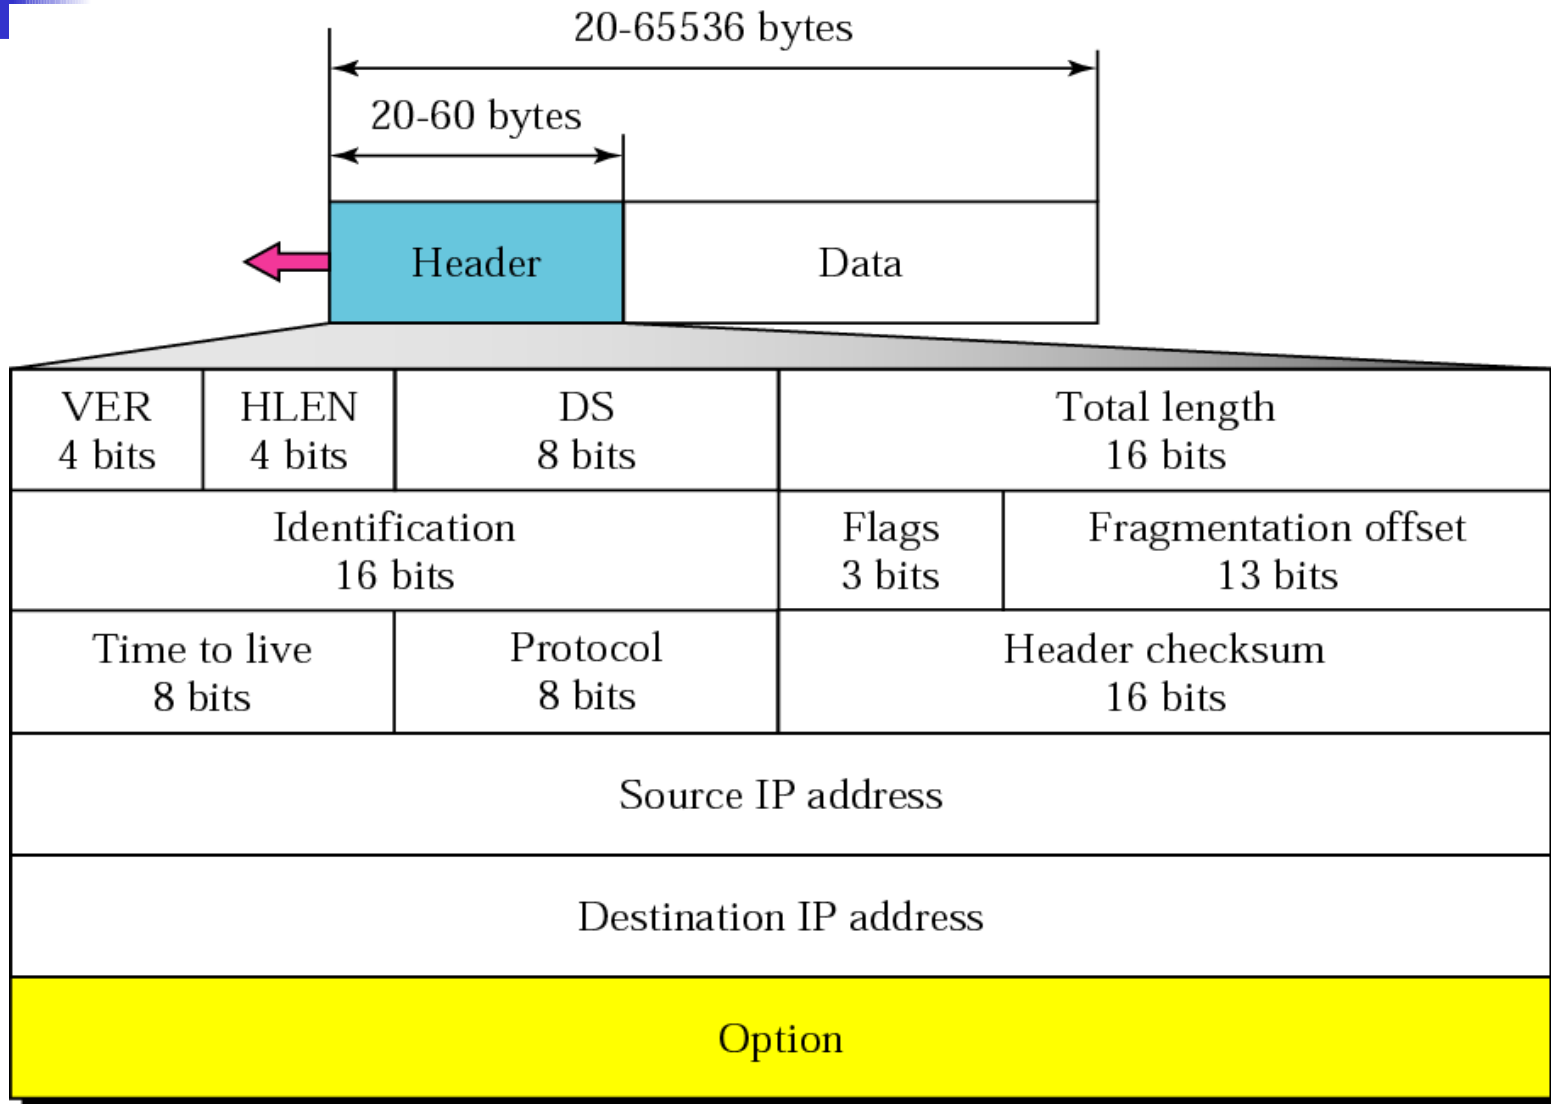 20-65536 bytes
20-60 bytes
Header
Data
VER
4 bits
HLEN
4 bits
DS
8 bits
Total length
16 bits
Identification
16 bits
Flags
3 bits
Fragmentation offset
13 bits
Time to live
8 bits
Protocol
8 bits
Header checksum
16 bits
Source IP address
Destination IP address
Option